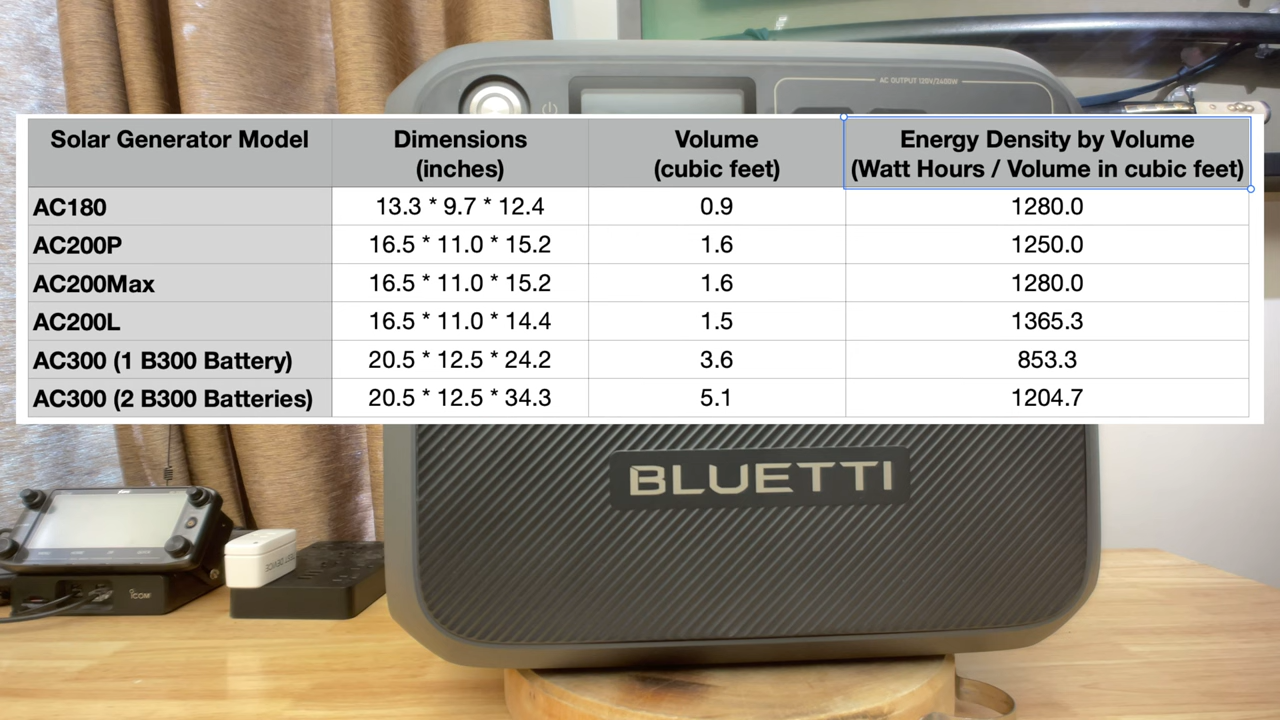 AC OUTPUT 120V/2400W
Solar Generator Model Dimensions (inches) Volume (cubic feet) Energy Density by Volume (Watt Hours / Volume in cubic feet)
AC180 13.3 * 9.7 * 12.4 0.9 1280.0
AC200P 16.5 * 11.0 * 15.2 1.6 1250.0
AC200Max 16.5 * 11.0 * 15.2 1.6 1280.0
AC200L 16.5 * 11.0 * 14.4 1.5 1365.3
AC300 (1 B300 Battery) 20.5 * 12.5 * 24.2 3.6 853.3
AC300 (2 B300 Batteries) 20.5 * 12.5 * 34.3 5.1 1204.7
BLUETTI
TEST DEVICE
ICOM